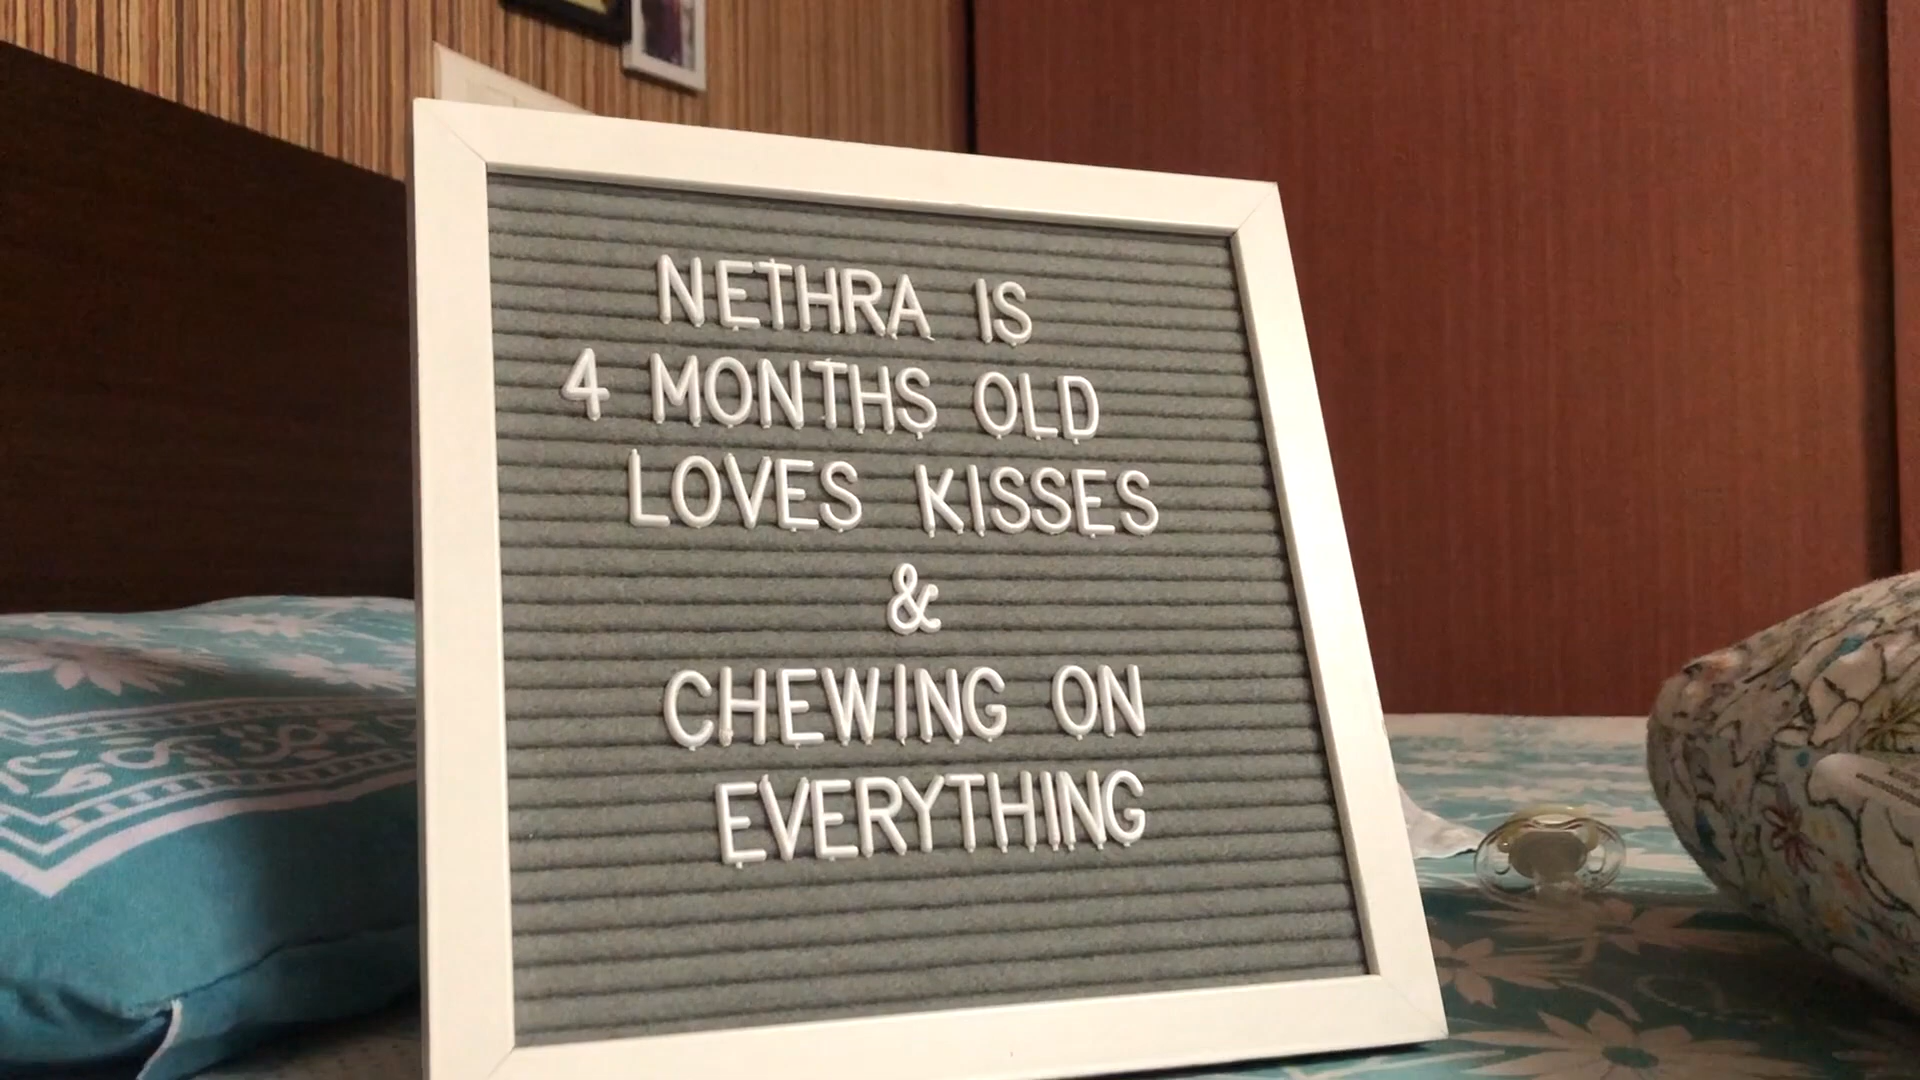 NETHRA IS
4 MONTHS OLD
LOVES KISSES
&
CHEWING ON
EVERYTHING